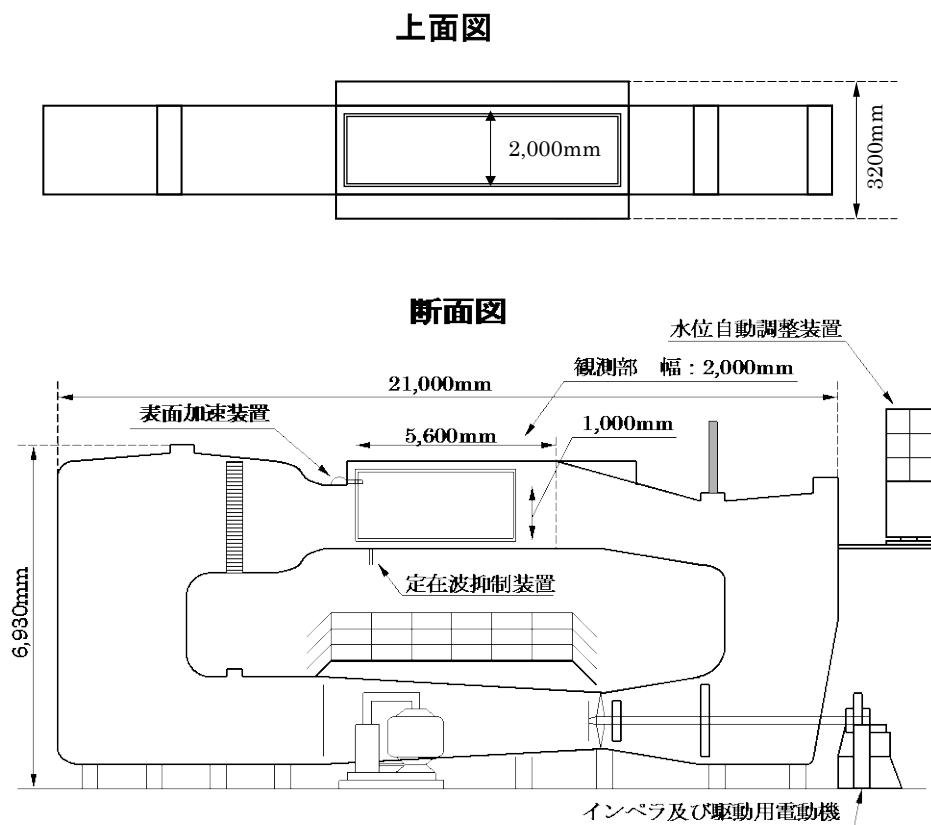 上面図
2,000mm
3200mm
断面図
水位自動調整装置
観測部　幅：2,000mm
21,000mm
表面加速装置
5,600mm
1,000mm
定在波抑制装置
6,930mm
インペラ及び駆動用電動機